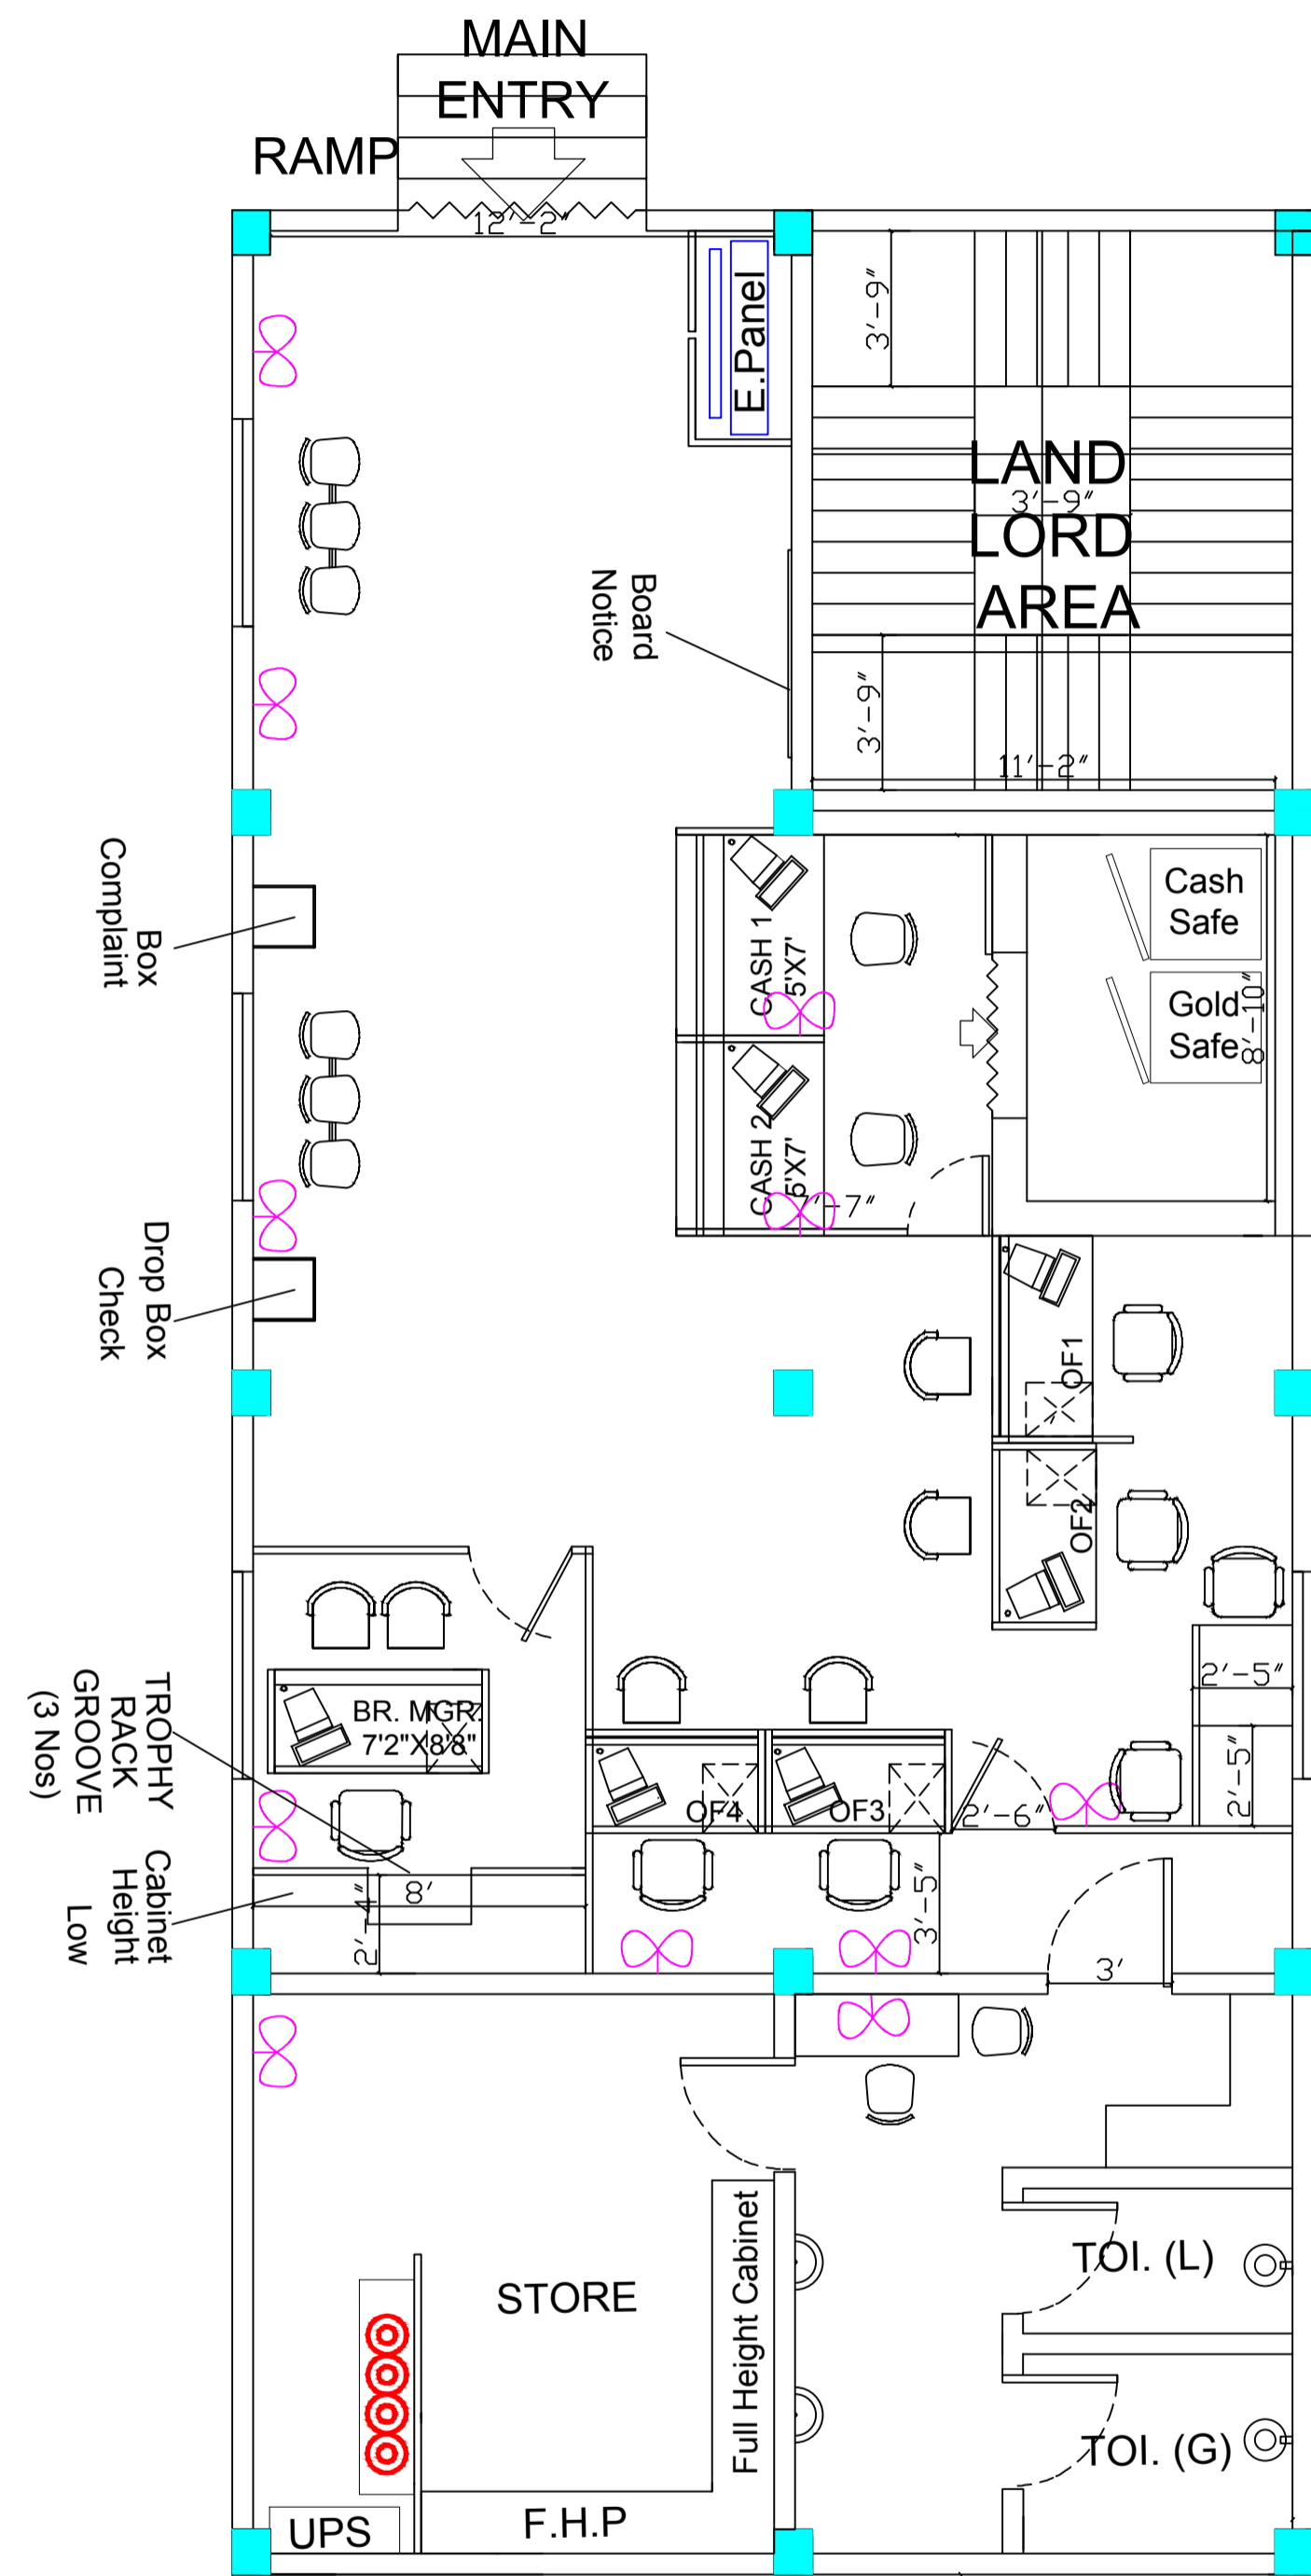 MAIN
ENTRY
RAMP
12'-2"
E.Panel
3'-9"
LAND
3'-9"
LORD
AREA
Board
Notice
3'-9"
11'-2"
Cash
Safe
Gold
Safe
8'-10"
CASH 1
5'X7'
CASH 2
5'X7'
7'-7"
Box
Complaint
Drop Box
Check
OF1
OF2
2'-5"
2'-5"
BR. MGR.
7'2"X8'8"
OF4
OF3
2'-6"
TROPHY
RACK
GROOVE
(3 Nos)
Cabinet
Height
Low
8'
2'-4"
3'-5"
3'
STORE
Full Height Cabinet
TOI. (L)
TOI. (G)
UPS
F.H.P